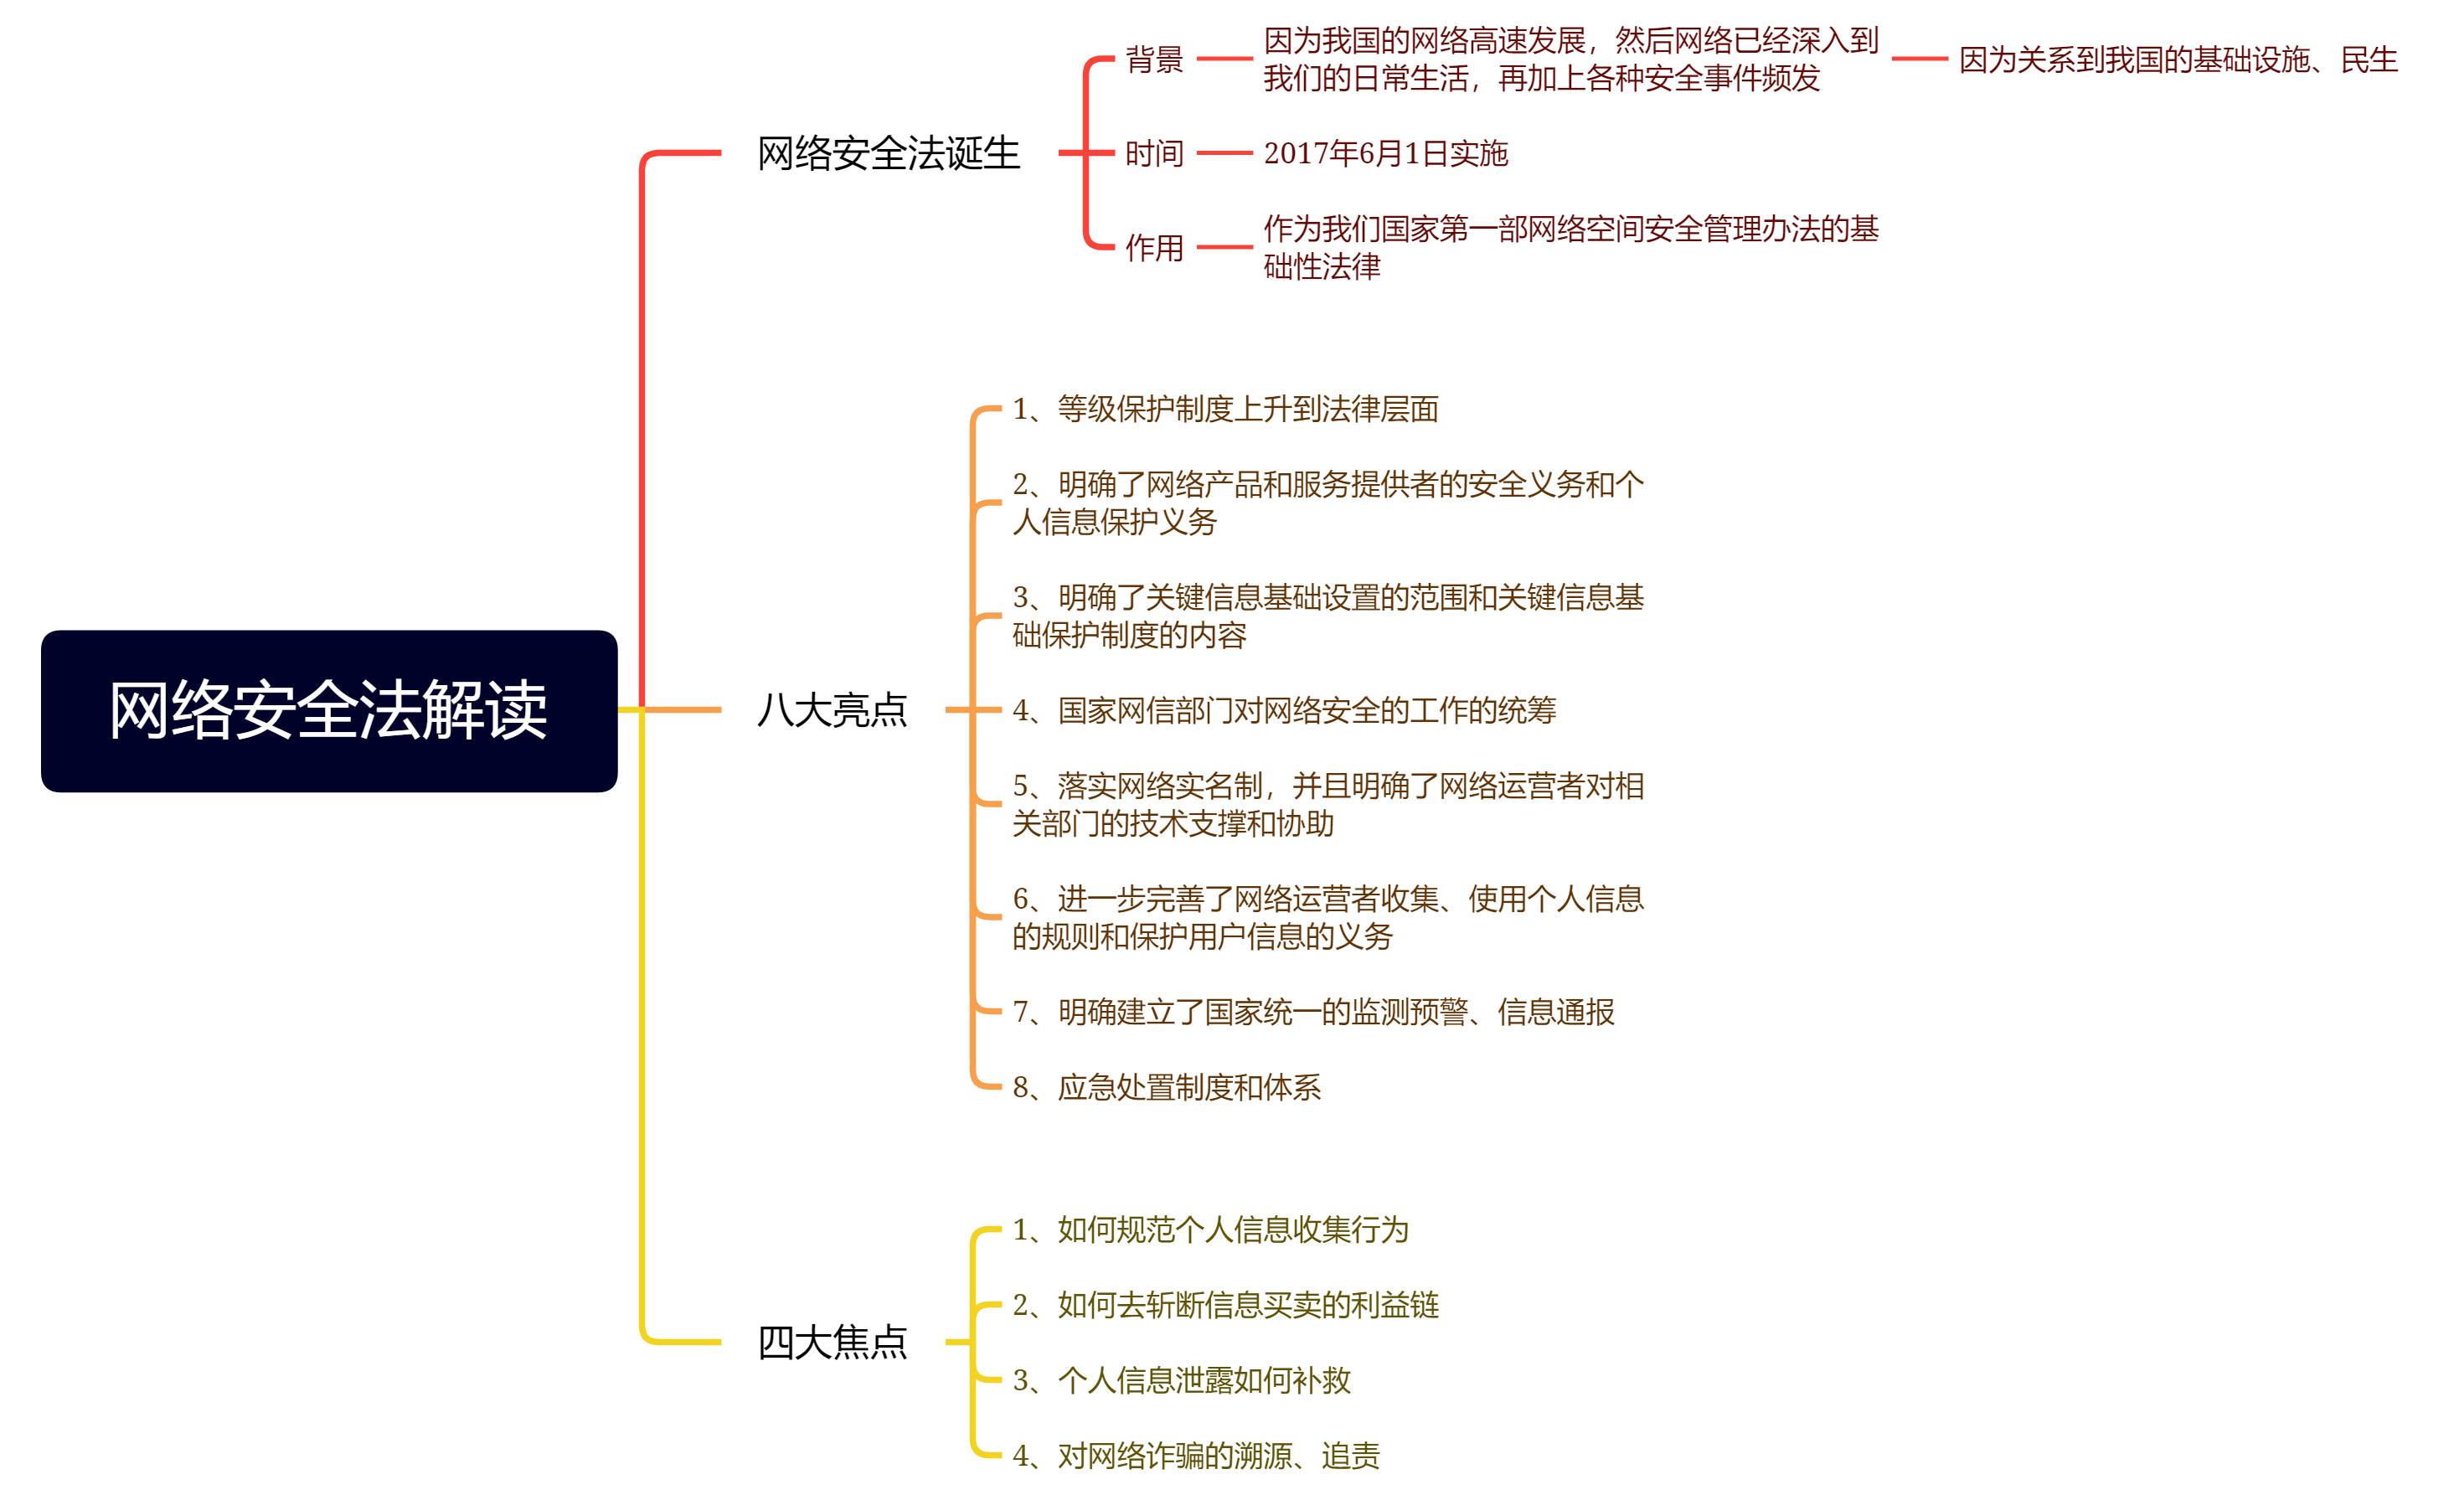 网络安全法解读
网络安全法诞生
背景
因为我国的网络高速发展，然后网络已经深入到
我们的日常生活，再加上各种安全事件频发
因为关系到我国的基础设施、民生
时间
2017年6月1日实施
作用
作为我们国家第一部网络空间安全管理办法的基
础性法律
八大亮点
1、等级保护制度上升到法律层面
2、明确了网络产品和服务提供者的安全义务和个
人信息保护义务
3、明确了关键信息基础设置的范围和关键信息基
础保护制度的内容
4、国家网信部门对网络安全的工作的统筹
5、落实网络实名制，并且明确了网络运营者对相
关部门的技术支撑和协助
6、进一步完善了网络运营者收集、使用个人信息
的规则和保护用户信息的义务
7、明确建立了国家统一的监测预警、信息通报
8、应急处置制度和体系
四大焦点
1、如何规范个人信息收集行为
2、如何去斩断信息买卖的利益链
3、个人信息泄露如何补救
4、对网络诈骗的溯源、追责